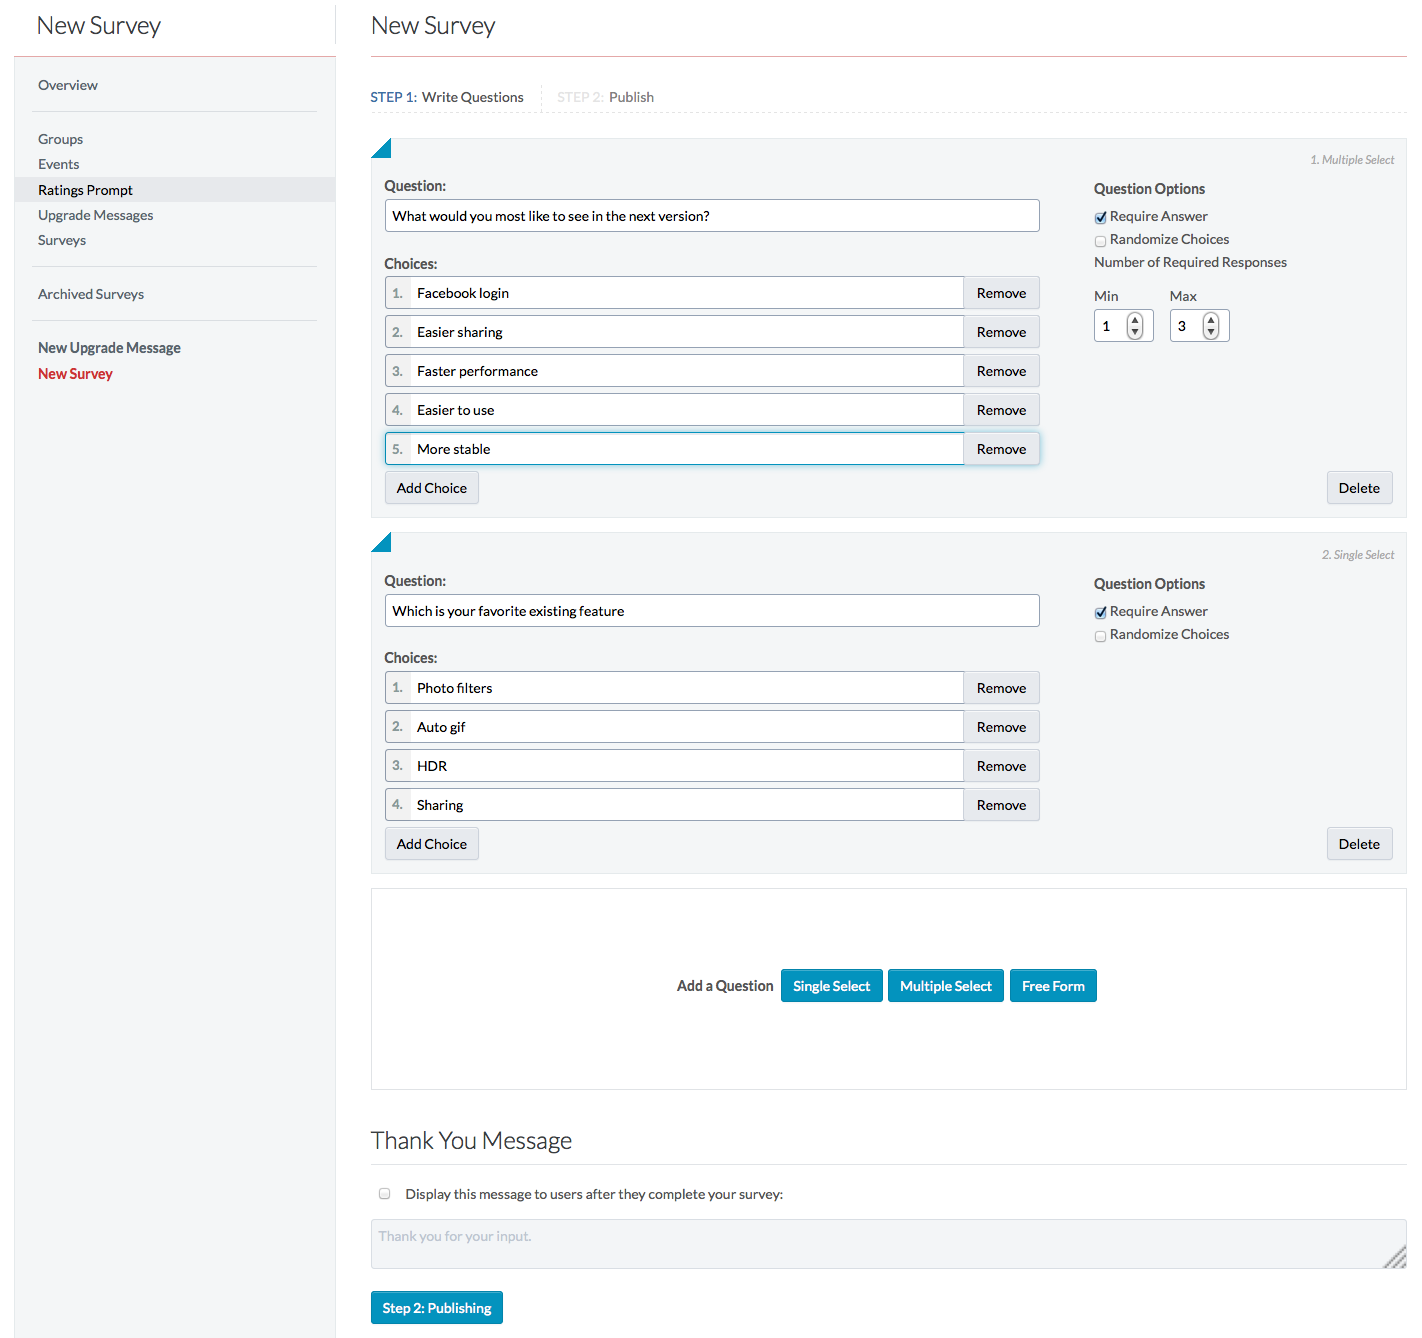 New Survey
Overview
Groups
Events
Ratings Prompt
Upgrade Messages
Surveys
Archived Surveys
New Upgrade Message
New Survey
New Survey
STEP 1: Write Questions
STEP 2: Publish
1. Multiple Select
Question:
What would you most like to see in the next version?
Choices:
1. Facebook login Remove
2. Easier sharing Remove
3. Faster performance Remove
4. Easier to use Remove
5. More stable Remove
Add Choice
Question Options
Require Answer
Randomize Choices
Number of Required Responses
Min Max
1 3
Delete
2. Single Select
Question:
Which is your favorite existing feature
Choices:
1. Photo filters Remove
2. Auto gif Remove
3. HDR Remove
4. Sharing Remove
Add Choice
Question Options
Require Answer
Randomize Choices
Delete
Add a Question Single Select Multiple Select Free Form
Thank You Message
Display this message to users after they complete your survey:
Thank you for your input.
Step 2: Publishing